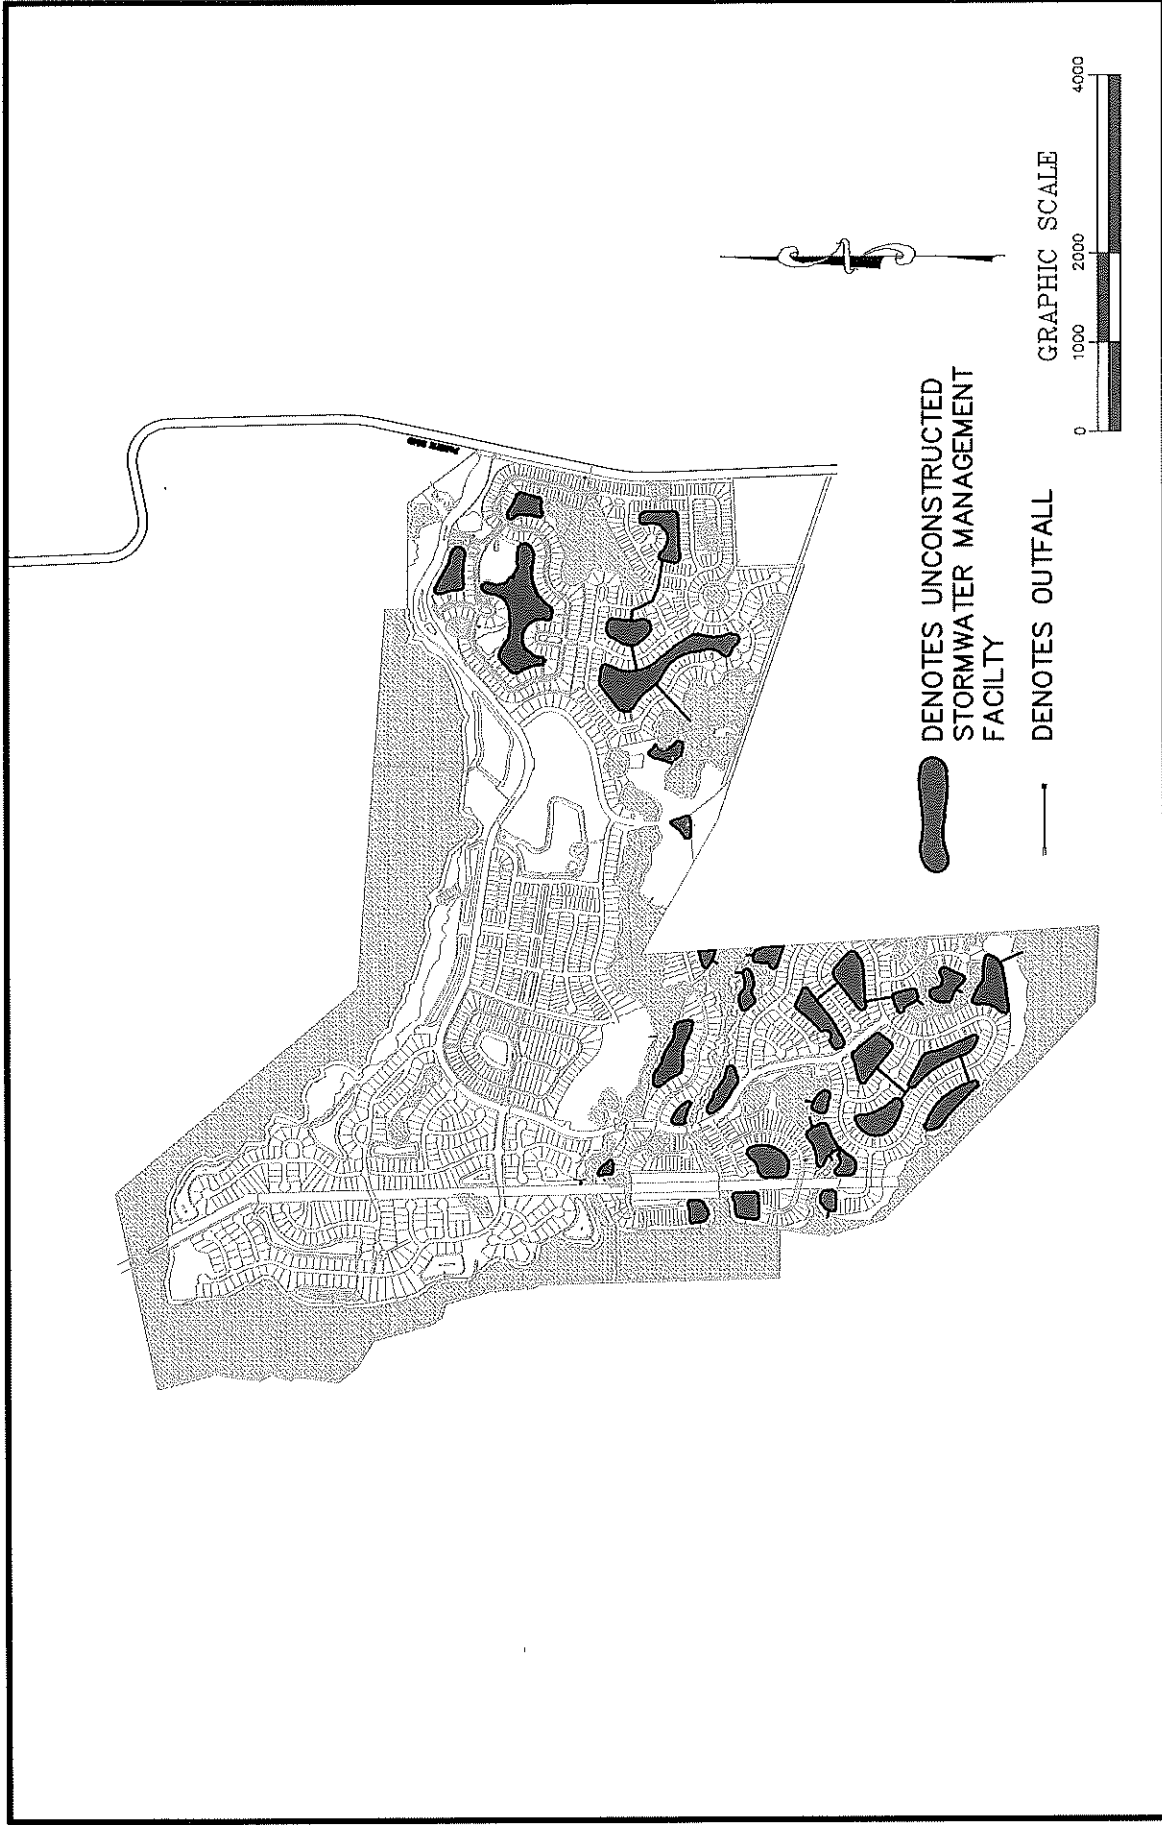 GRAPHIC SCALE
0 1000 2000 4000
DENOTES UNCONSTRUCTED
STORMWATER MANAGEMENT
FACILTY
DENOTES OUTFALL